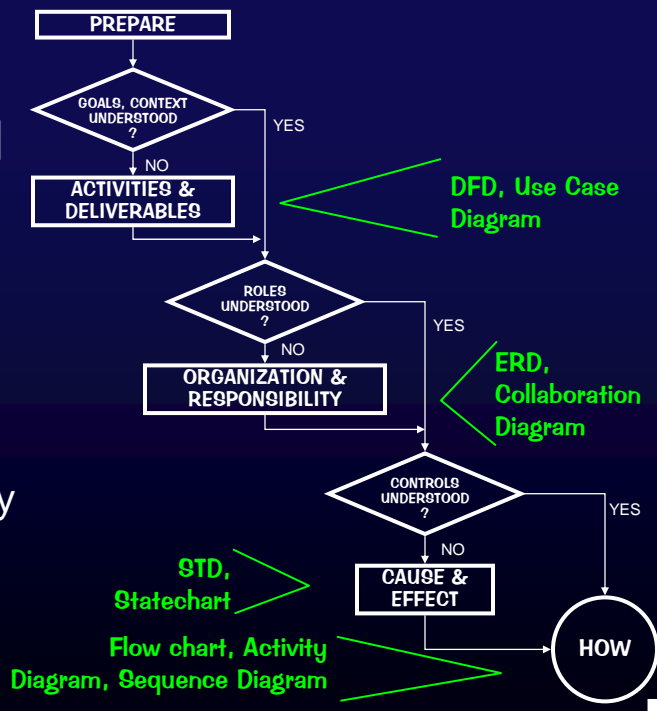 PREPARE
GOALS, CONTEXT
UNDERSTOOD
?
YES
NO
ACTIVITIES &
DELIVERABLES
DFD, Use Case
Diagram
ROLES
UNDERSTOOD
?
YES
NO
ORGANIZATION &
RESPONSIBILITY
ERD,
Collaboration
Diagram
CONTROLS
UNDERSTOOD
?
YES
y
NO
CAUSE &
EFFECT
STD,
Statechart
HOW
Flow chart, Activity
Diagram, Sequence Diagram